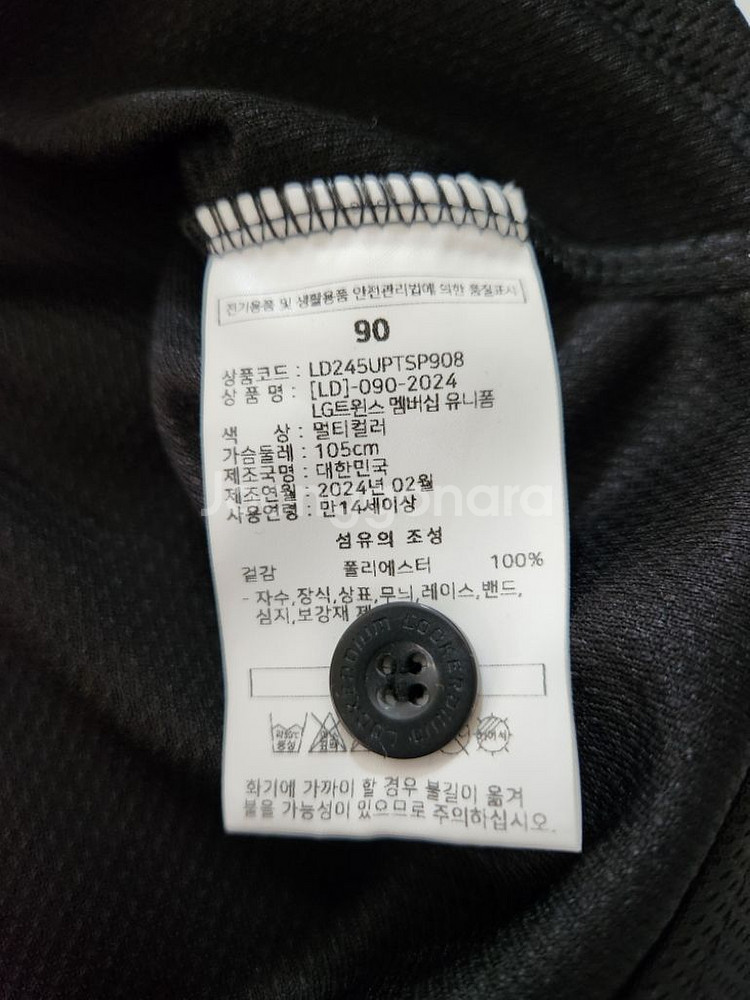 전기용품 및 생활용품 안전관리법에 의한 품질표시
90
상품코드 : LD245UPTSP908
상 품 명 : [LD]-090-2024
LG트윈스 멤버십 유니폼
색 상 : 멀티컬러
가슴둘레 : 105cm
제조국명 : 대한민국
제조연월 : 2024년 02월
사용연령 : 만14세이상
Joonggonara
섬유의 조성
겉감 폴리에스터 100%
- 자수,장식,상표,무늬,레이스,밴드,
심지,보강재
LOCKERDIUM LOCKERDIUM
화기에 가까이 할 경우 불길이 옮겨
붙을 가능성이 있으므로 주의하십시오.